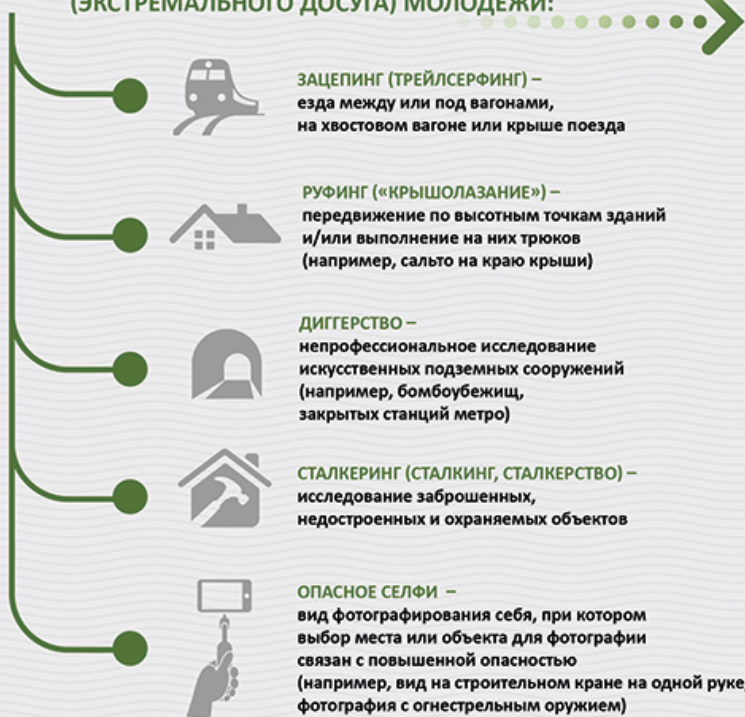 (ЭКСТРЕМАЛЬНОГО ДОСУГА) МОЛОДЕЖИ:
ЗАЦЕПИНГ (ТРЕЙЛСЕРФИНГ) –
езда между или под вагонами,
на хвостовом вагоне или крыше поезда
РУФИНГ («КРЫШОЛАЗАНИЕ») –
передвижение по высотным точкам зданий
и/или выполнение на них трюков
(например, сальто на краю крыши)
ДИГГЕРСТВО –
непрофессиональное исследование
искусственных подземных сооружений
(например, бомбоубежищ,
закрытых станций метро)
СТАЛКЕРИНГ (СТАЛКИНГ, СТАЛКЕРСТВО) –
исследование заброшенных,
недостроенных и охраняемых объектов
ОПАСНОЕ СЕЛФИ –
вид фотографирования себя, при котором
выбор места или объекта для фотографии
связан с повышенной опасностью
(например, вид на строительном кране на одной руке,
фотография с огнестрельным оружием)